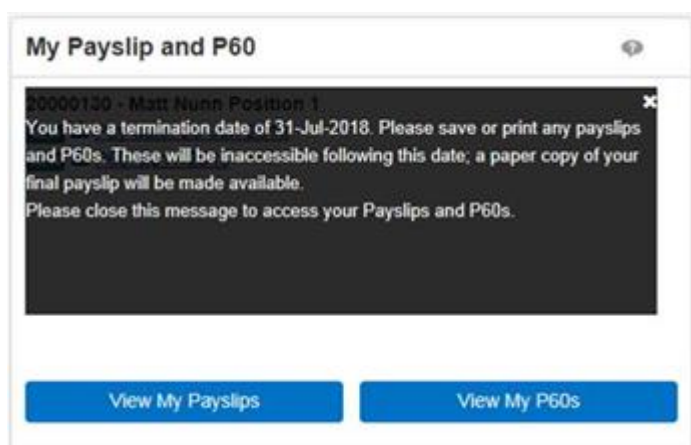 My Payslip and P60
20000130 - Matt Nunn Position 1
You have a termination date of 31-Jul-2018. Please save or print any payslips
and P60s. These will be inaccessible following this date; a paper copy of your
final payslip will be made available.
Please close this message to access your Payslips and P60s.
View My Payslips
View My P60s